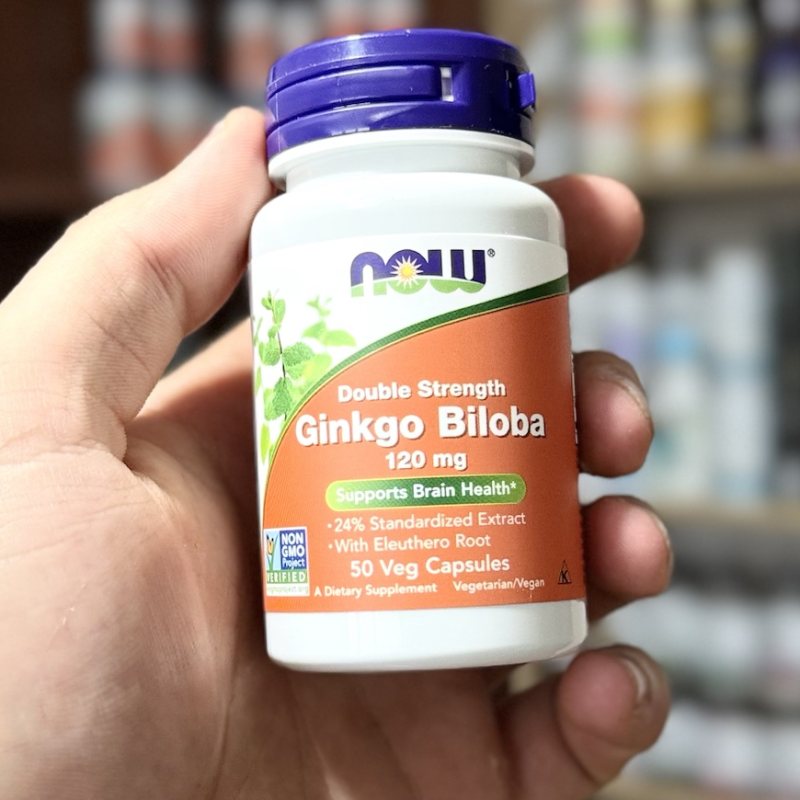 NOW®
Double Strength
Ginkgo Biloba
120 mg
Supports Brain Health*
• 24% Standardized Extract
• With Eleuthero Root
50 Veg Capsules
A Dietary Supplement Vegetarian/Vegan
NON
GMO
Project
VERIFIED
K